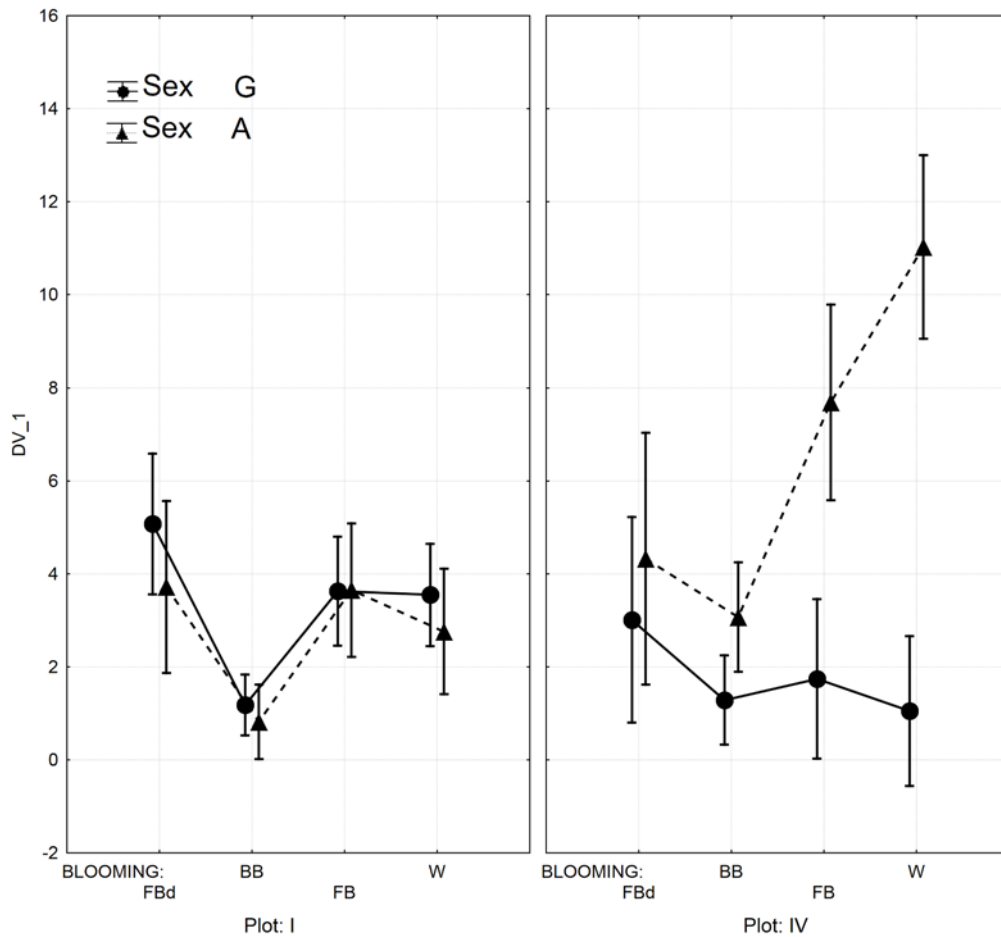 16
14
12
10
8
6
4
2
0
-2
DV_1
Sex G
Sex A
BLOOMING: BB W
FBd FB
Plot: I
BLOOMING: BB W
FBd FB
Plot: IV